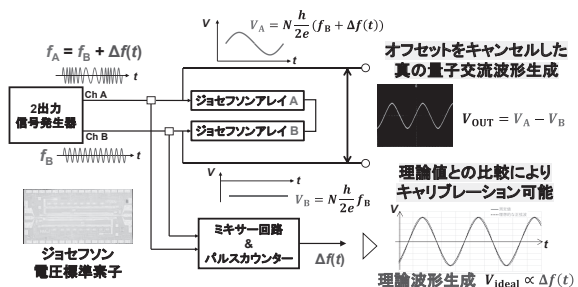 V
V_A = N h/2e (f_B + Δf(t))
t
f_A = f_B + Δf(t)
t
オフセットをキャンセルした
真の量子交流波形生成
Ch A
ジョセフソンアレイ A
2出力
信号発生器
Ch B
ジョセフソンアレイ B
V_OUT = V_A − V_B
f_B
t
V
t
V_B = N h/2e f_B
理論値との比較により
キャリブレーション可能
ジョセフソン
電圧標準素子
ミキサー回路
&
パルスカウンター
Δf(t)
V
t
理論波形生成 V_ideal ∝ Δf(t)